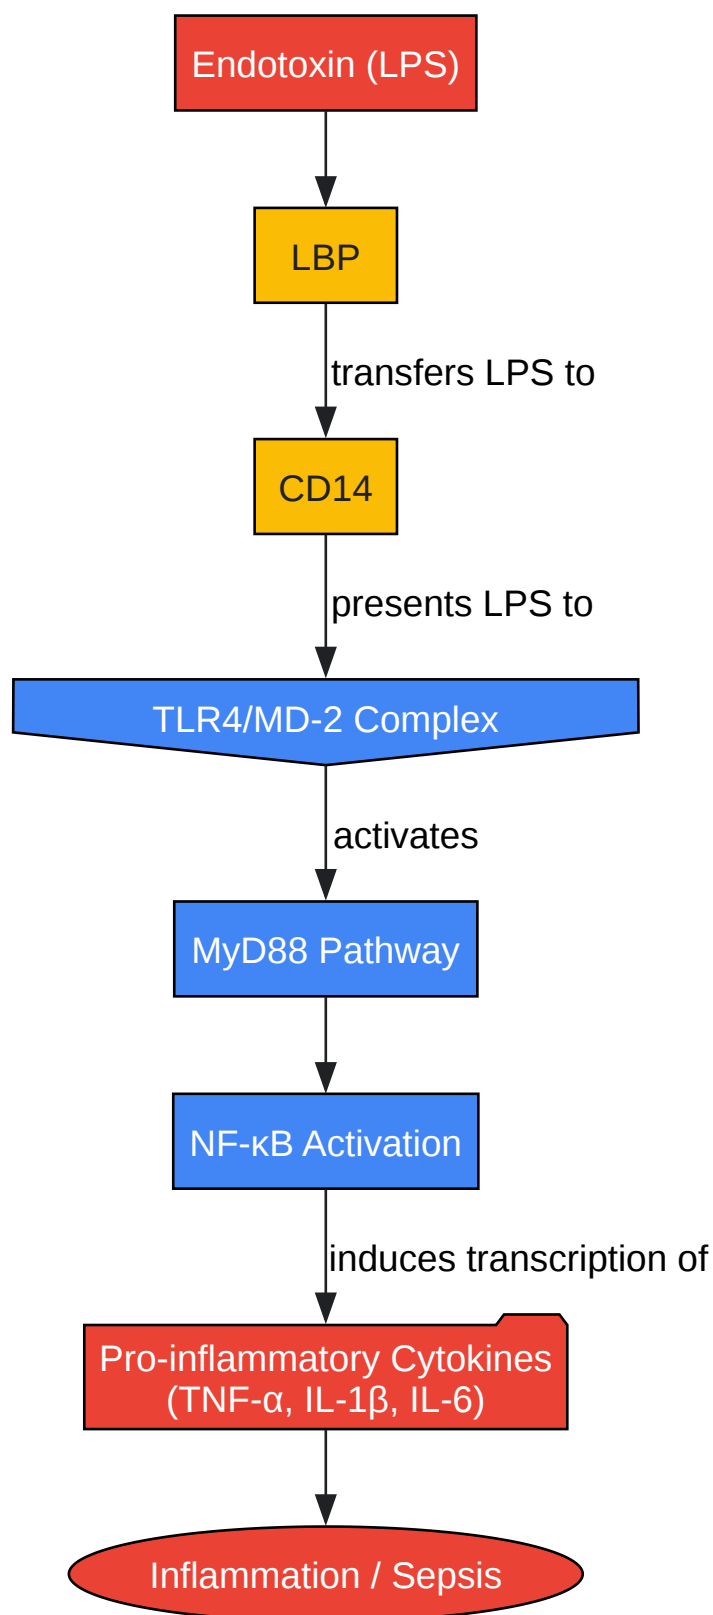 Endotoxin (LPS)
LBP
transfers LPS to
CD14
presents LPS to
TLR4/MD-2 Complex
activates
MyD88 Pathway
NF-κB Activation
induces transcription of
Pro-inflammatory Cytokines
(TNF-α, IL-1β, IL-6)
Inflammation / Sepsis